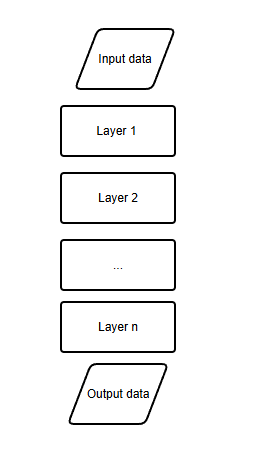 Input data
Layer 1
Layer 2
...
Layer n
Output data